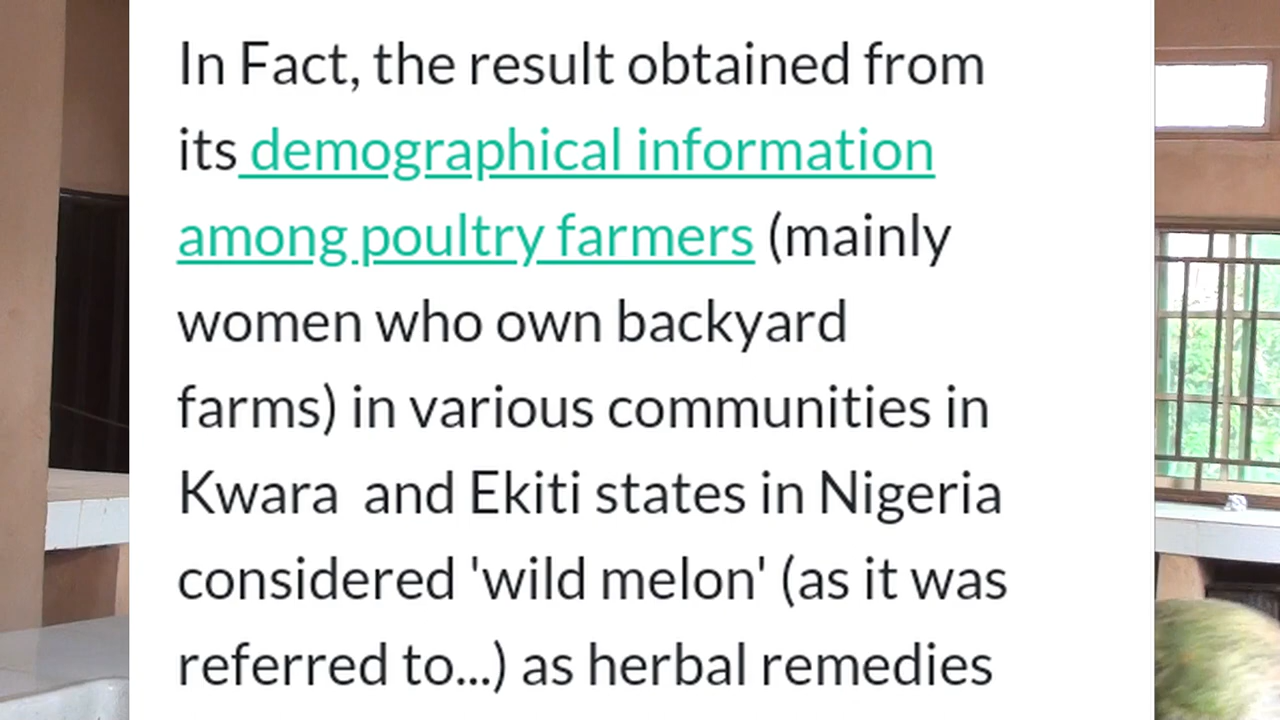 In Fact, the result obtained from
its demographical information
among poultry farmers (mainly
women who own backyard
farms) in various communities in
Kwara  and Ekiti states in Nigeria
considered 'wild melon' (as it was
referred to...) as herbal remedies